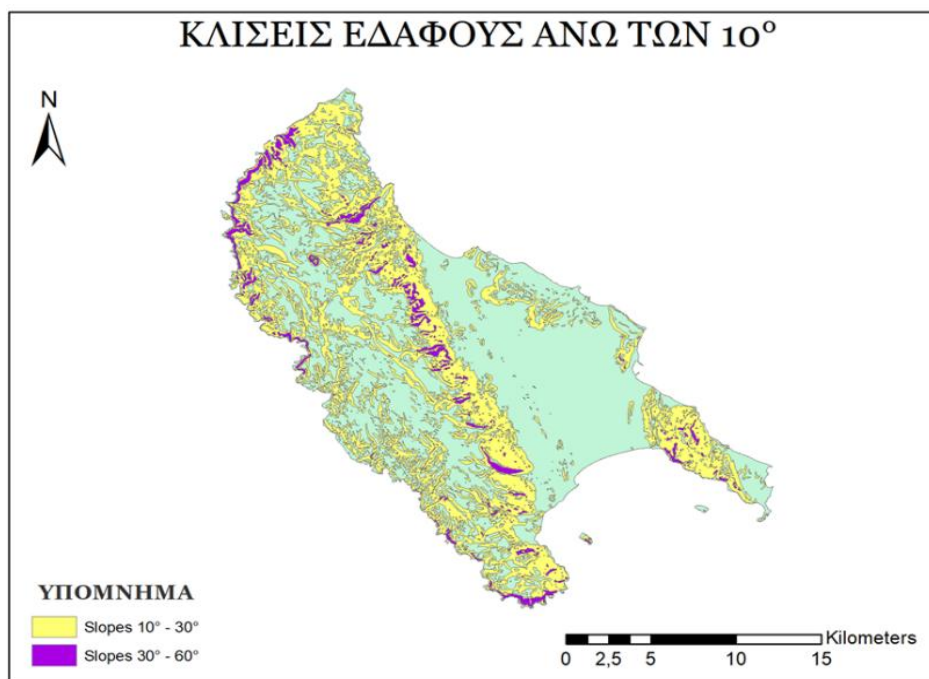 ΚΛΙΣΕΙΣ ΕΔΑΦΟΥΣ ΑΝΩ ΤΩΝ 10°
N
ΥΠΟΜΝΗΜΑ
Slopes 10° - 30°
Slopes 30° - 60°
Kilometers
0 2,5 5 10 15